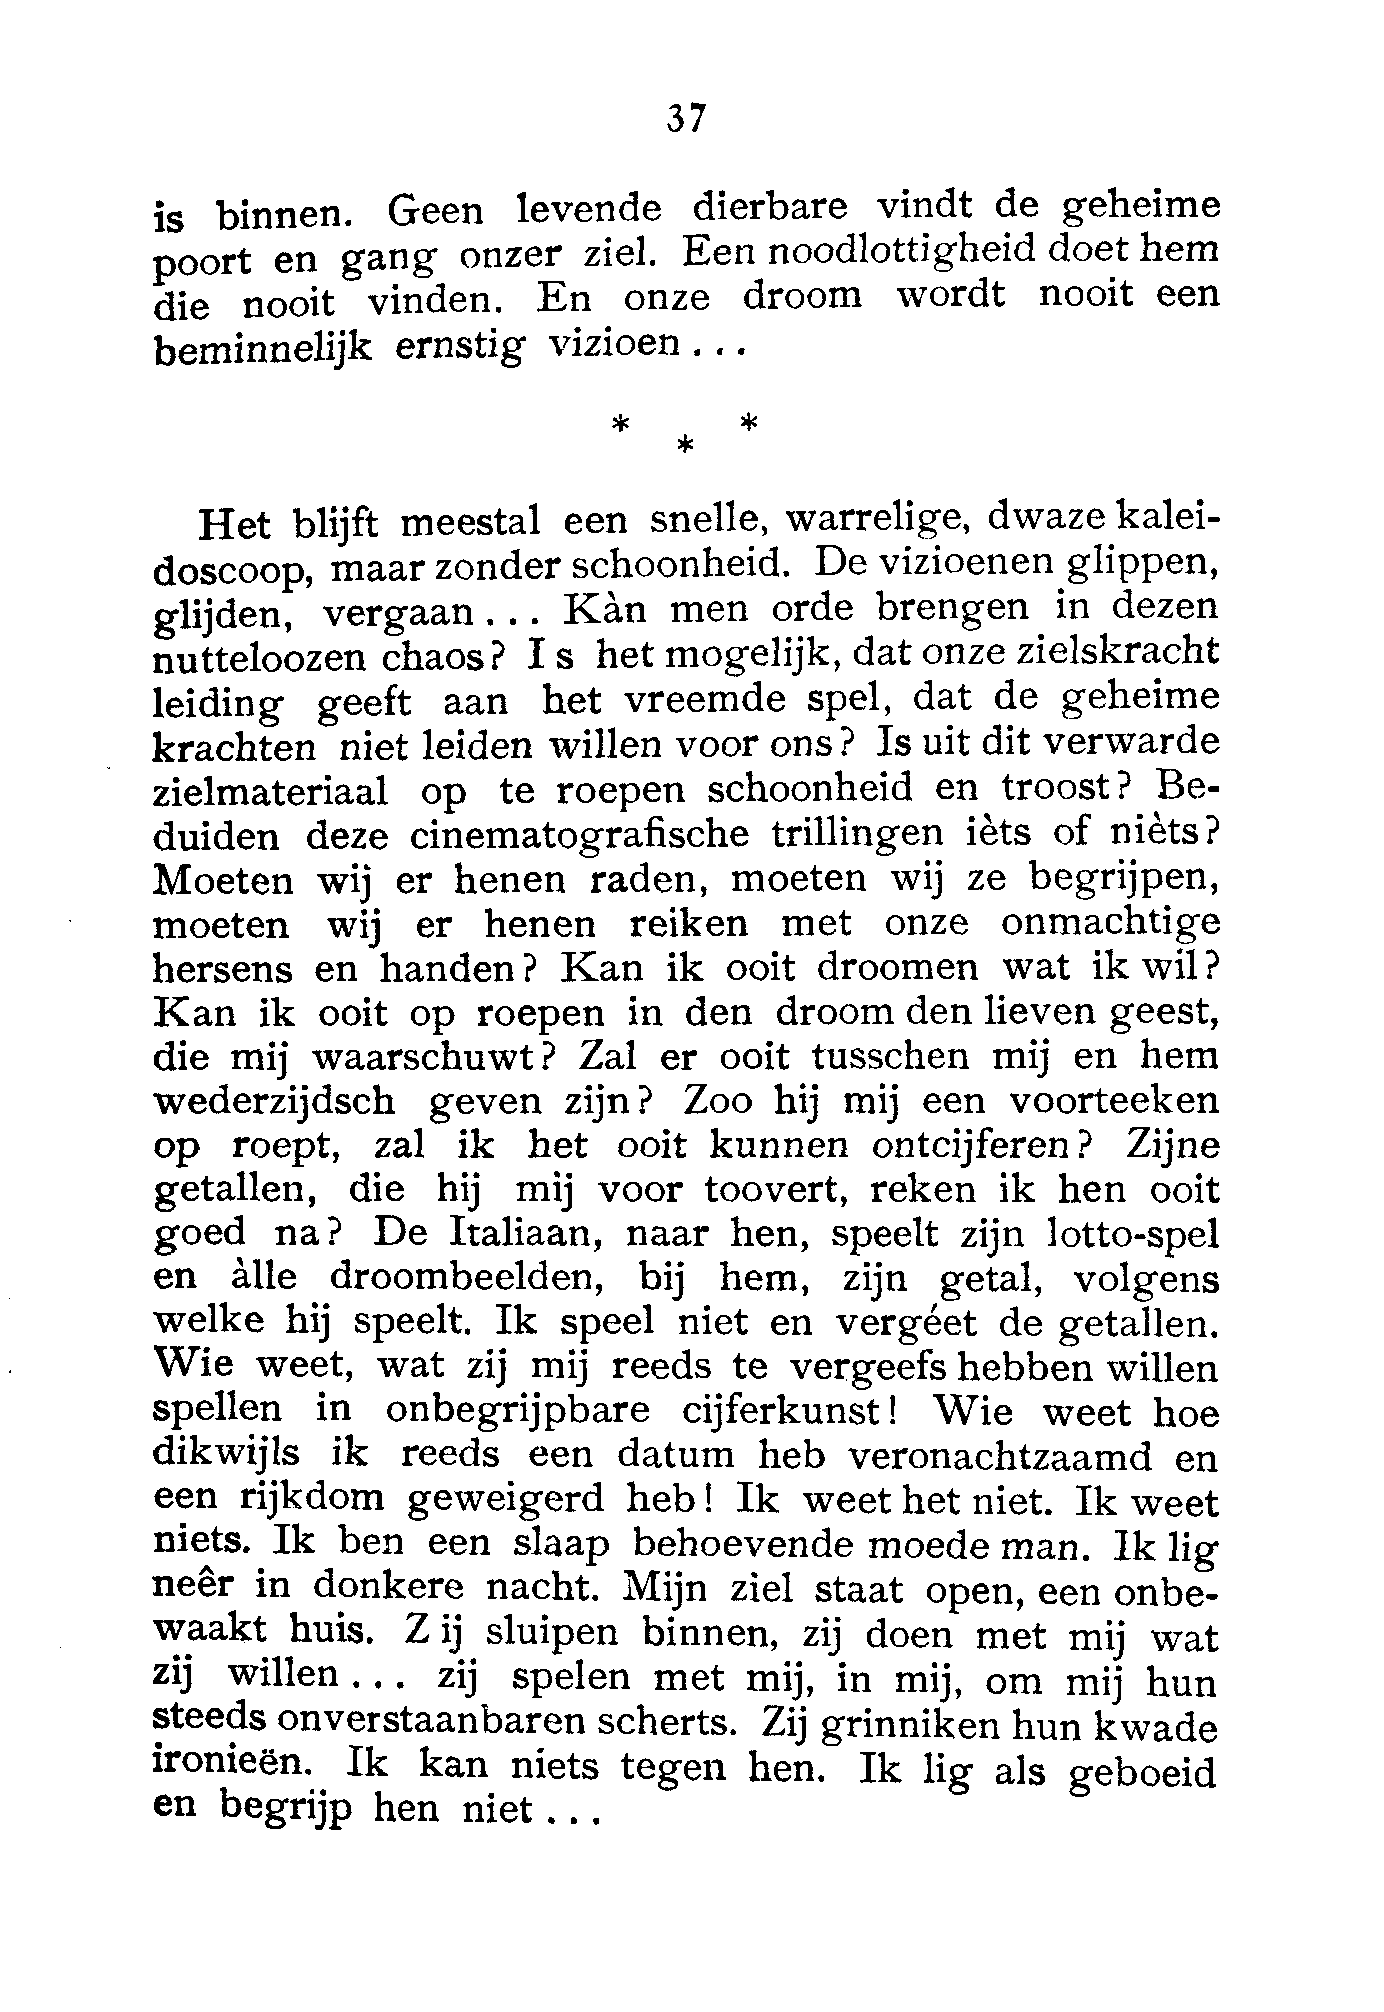 37
is binnen. Geen levende dierbare vindt de geheime
poort en gang onzer ziel. Een noodlottigheid doet hem
die nooit vinden. En onze droom wordt nooit een
beminnelijk ernstig vizioen...
* * *
Het blijft meestal een snelle, warrelige, dwaze kalei-
doscoop, maar zonder schoonheid. De vizioenen glippen,
glijden, vergaan... Kàn men orde brengen in dezen
nutteloozen chaos? I s het mogelijk, dat onze zielskracht
leiding geeft aan het vreemde spel, dat de geheime
krachten niet leiden willen voor ons? Is uit dit verwarde
zielmateriaal op te roepen schoonheid en troost? Be-
duiden deze cinematografische trillingen ièts of nièts?
Moeten wij er henen raden, moeten wij ze begrijpen,
moeten wij er henen reiken met onze onmachtige
hersens en handen? Kan ik ooit droomen wat ik wil?
Kan ik ooit op roepen in den droom den lieven geest,
die mij waarschuwt? Zal er ooit tusschen mij en hem
wederzijdsch geven zijn? Zoo hij mij een voorteeken
op roept, zal ik het ooit kunnen ontcijferen? Zijne
getallen, die hij mij voor toovert, reken ik hen ooit
goed na? De Italiaan, naar hen, speelt zijn lotto-spel
en àlle droombeelden, bij hem, zijn getal, volgens
welke hij speelt. Ik speel niet en vergéet de getallen.
Wie weet, wat zij mij reeds te vergeefs hebben willen
spellen in onbegrijpbare cijferkunst! Wie weet hoe
dikwijls ik reeds een datum heb veronachtzaamd en
een rijkdom geweigerd heb! Ik weet het niet. Ik weet
niets. Ik ben een slaap behoevende moede man. Ik lig
neêr in donkere nacht. Mijn ziel staat open, een onbe-
waakt huis. Z ij sluipen binnen, zij doen met mij wat
zij willen... zij spelen met mij, in mij, om mij hun
steeds onverstaanbaren scherts. Zij grinniken hun kwade
ironieën. Ik kan niets tegen hen. Ik lig als geboeid
en begrijp hen niet...